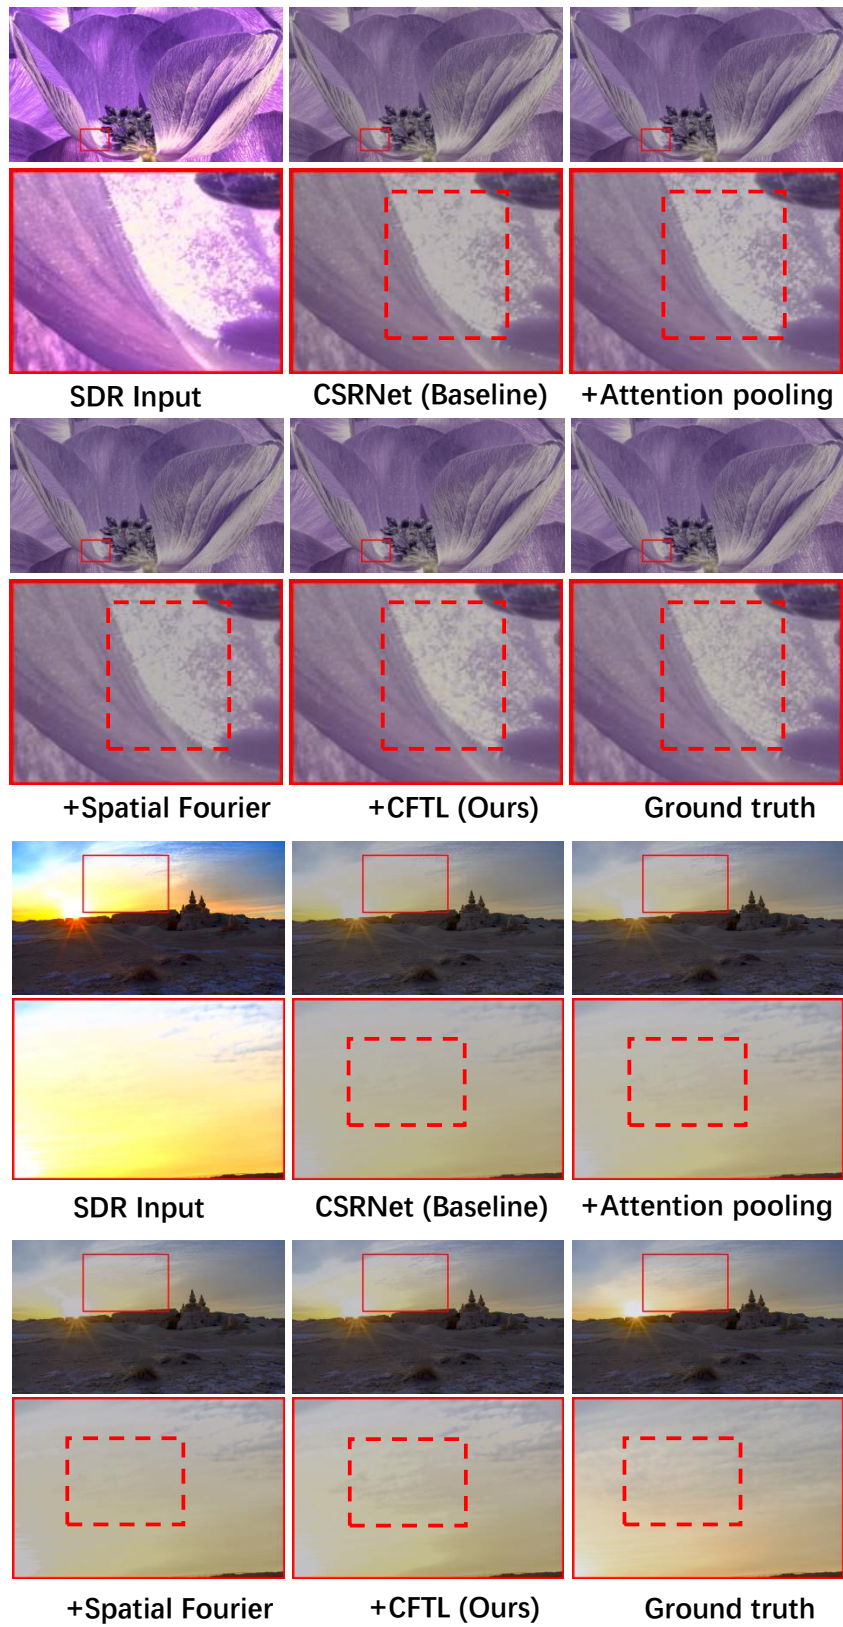 SDR Input
CSRNet (Baseline)
+Attention pooling
+Spatial Fourier
+CFTL (Ours)
Ground truth
SDR Input
CSRNet (Baseline)
+Attention pooling
+Spatial Fourier
+CFTL (Ours)
Ground truth